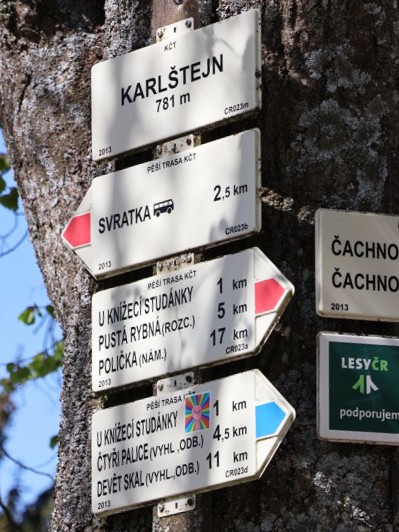 KČT
KARLŠTEJN
781 m
2013 CR023m
PĚŠÍ TRASA KČT
SVRATKA 2,5 km
2013 CR023b
PĚŠÍ TRASA KČT
U KNÍŽECÍ STUDÁNKY 1 km
PUSTÁ RYBNÁ (ROZC.) 5 km
POLIČKA (NÁM.) 17 km
2013 CR023a
PĚŠÍ TRASA KČT
U KNÍŽECÍ STUDÁNKY 1 km
ČTYŘI PALICE (VYHL., ODB.) 4,5 km
DEVĚT SKAL (VYHL., ODB.) 11 km
2013 CR023d
ČACHNO
ČACHNO
2013
LESY ČR
podporujem